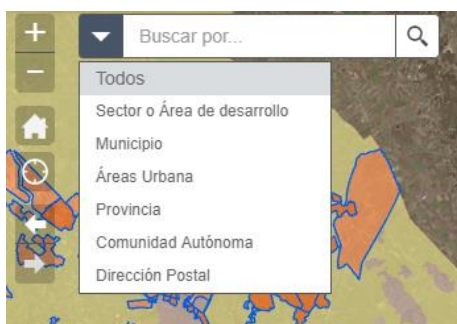 Buscar por...
Todos
Sector o Área de desarrollo
Municipio
Áreas Urbana
Provincia
Comunidad Autónoma
Dirección Postal